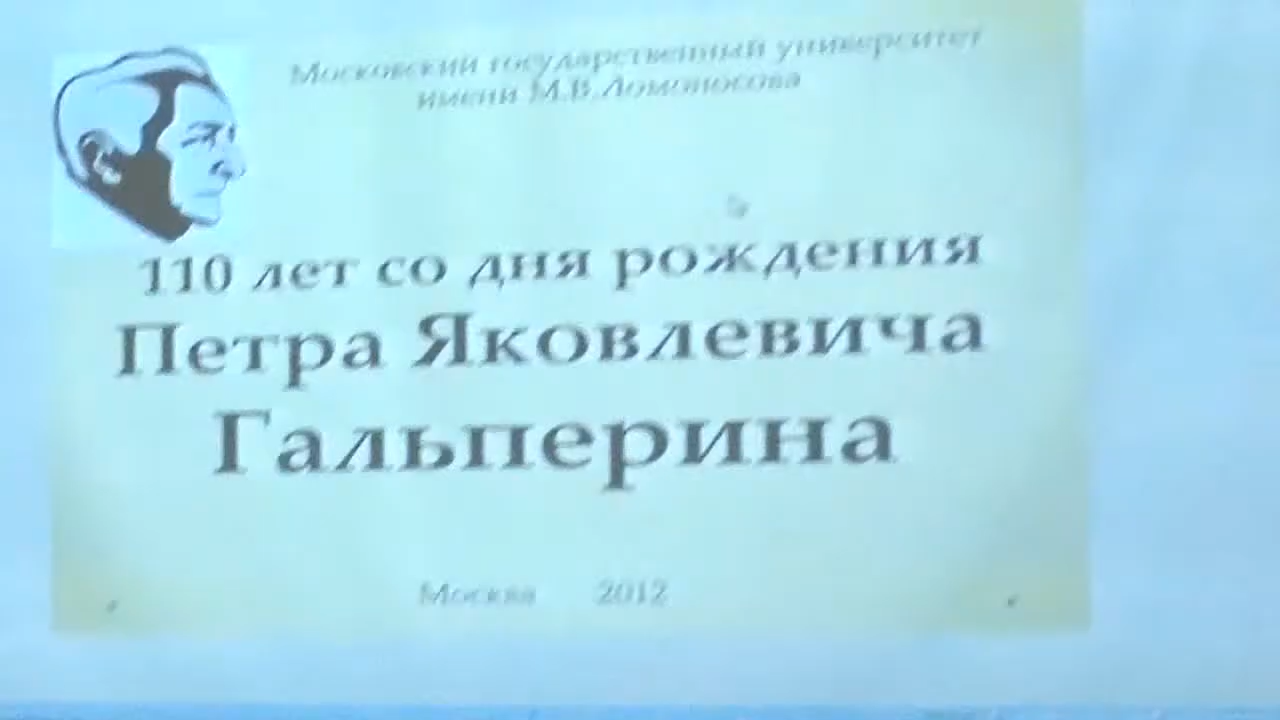 Московский государственный университет
имени М.В.Ломоносова
110 лет со дня рождения
Петра Яковлевича
Гальперина
Москва 2012